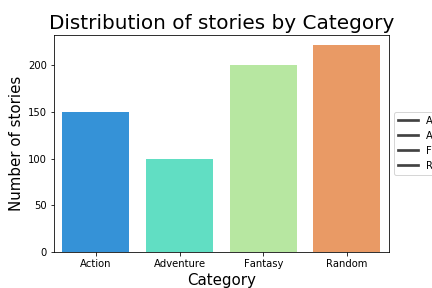 Distribution of stories by Category
Number of stories
200
150
100
50
0
A
A
F
R
Action Adventure Fantasy Random
Category